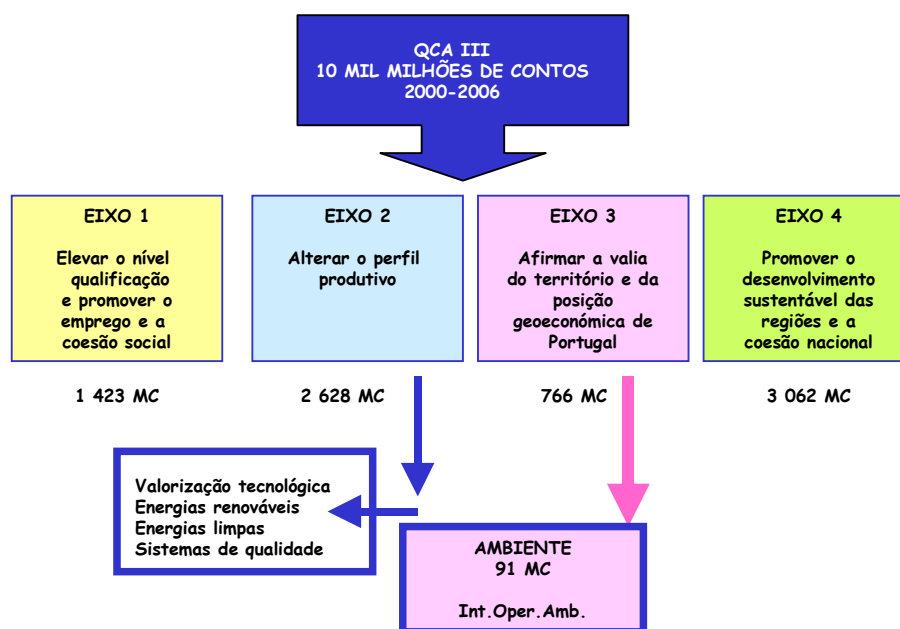 QCA III
10 MIL MILHÕES DE CONTOS
2000-2006
EIXO 1
Elevar o nível
qualificação
e promover o
emprego e a
coesão social
EIXO 2
Alterar o perfil
produtivo
EIXO 3
Afirmar a valia
do território e da
posição
geoeconómica de
Portugal
EIXO 4
Promover o
desenvolvimento
sustentável das
regiões e a
coesão nacional
1 423 MC
2 628 MC
766 MC
3 062 MC
Valorização tecnológica
Energias renováveis
Energias limpas
Sistemas de qualidade
AMBIENTE
91 MC
Int.Oper.Amb.